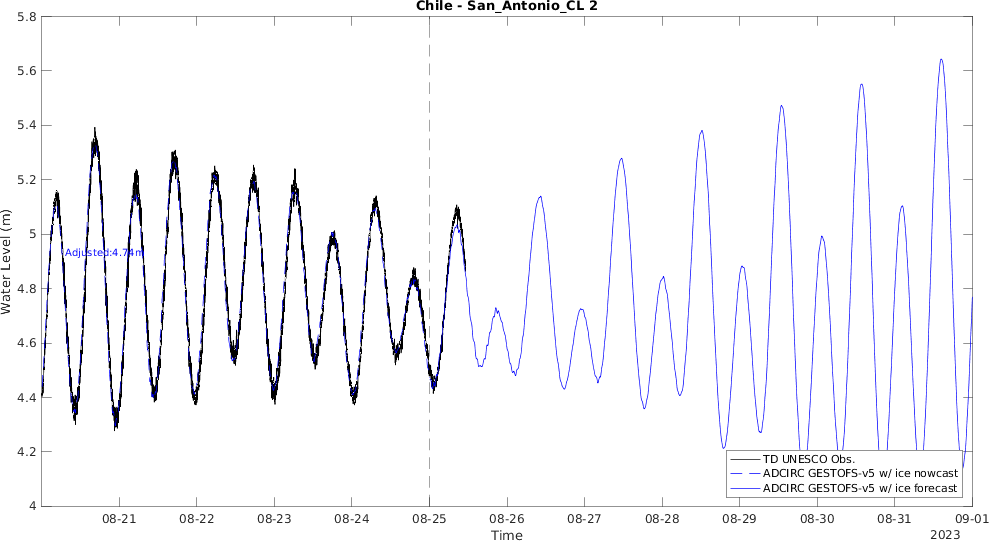 Chile - San_Antonio_CL 2
5.8
5.6
5.4
5.2
5
4.8
4.6
4.4
4.2
4
Water Level (m)
Adjusted:4.74m
TD UNESCO Obs.
ADCIRC GESTOFS-v5 w/ ice nowcast
ADCIRC GESTOFS-v5 w/ ice forecast
08-21 08-22 08-23 08-24 08-25 08-26 08-27 08-28 08-29 08-30 08-31 09-01
Time
2023